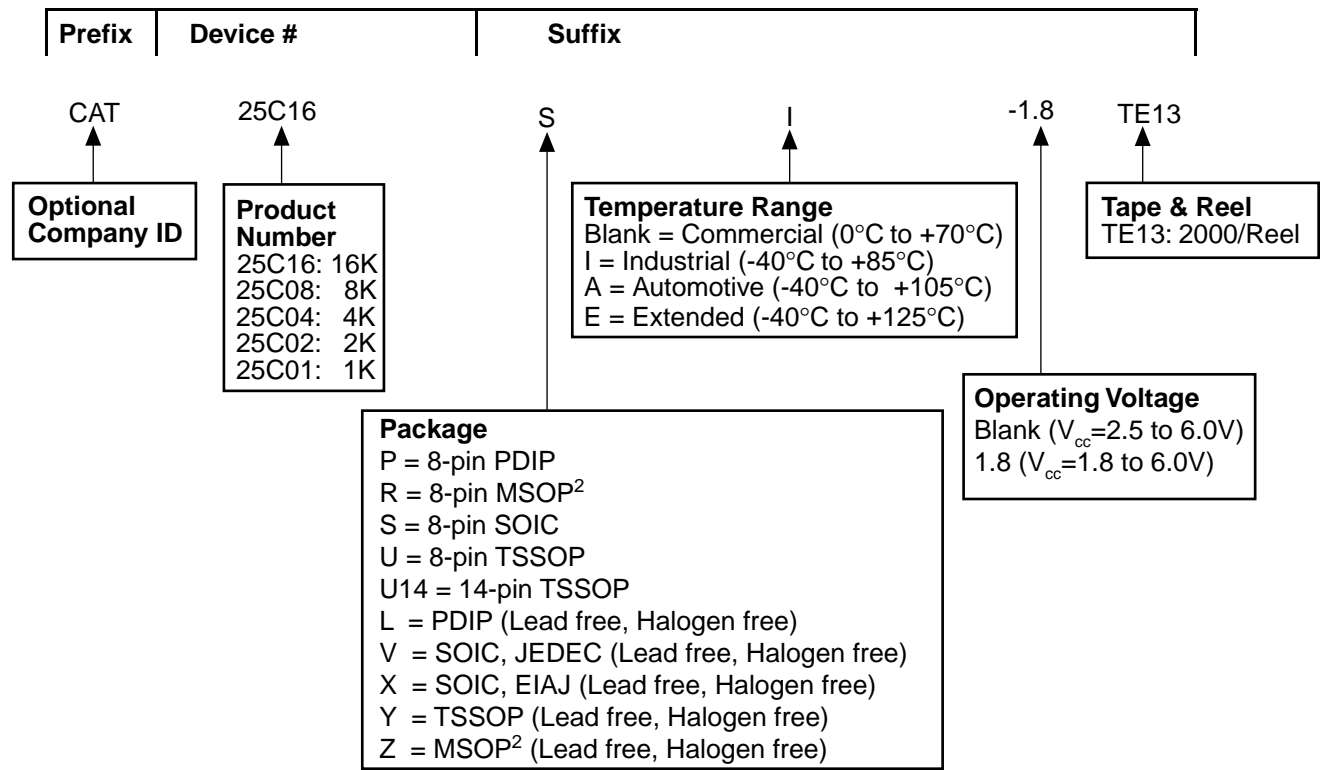 Prefix Device # Suffix
CAT 25C16 S I -1.8 TE13
Optional
Company ID
Product
Number
25C16: 16K
25C08: 8K
25C04: 4K
25C02: 2K
25C01: 1K
Temperature Range
Blank = Commercial (0°C to +70°C)
I = Industrial (-40°C to +85°C)
A = Automotive (-40°C to +105°C)
E = Extended (-40°C to +125°C)
Tape & Reel
TE13: 2000/Reel
Package
P = 8-pin PDIP
R = 8-pin MSOP²
S = 8-pin SOIC
U = 8-pin TSSOP
U14 = 14-pin TSSOP
L = PDIP (Lead free, Halogen free)
V = SOIC, JEDEC (Lead free, Halogen free)
X = SOIC, EIAJ (Lead free, Halogen free)
Y = TSSOP (Lead free, Halogen free)
Z = MSOP² (Lead free, Halogen free)
Operating Voltage
Blank (Vcc=2.5 to 6.0V)
1.8 (Vcc=1.8 to 6.0V)